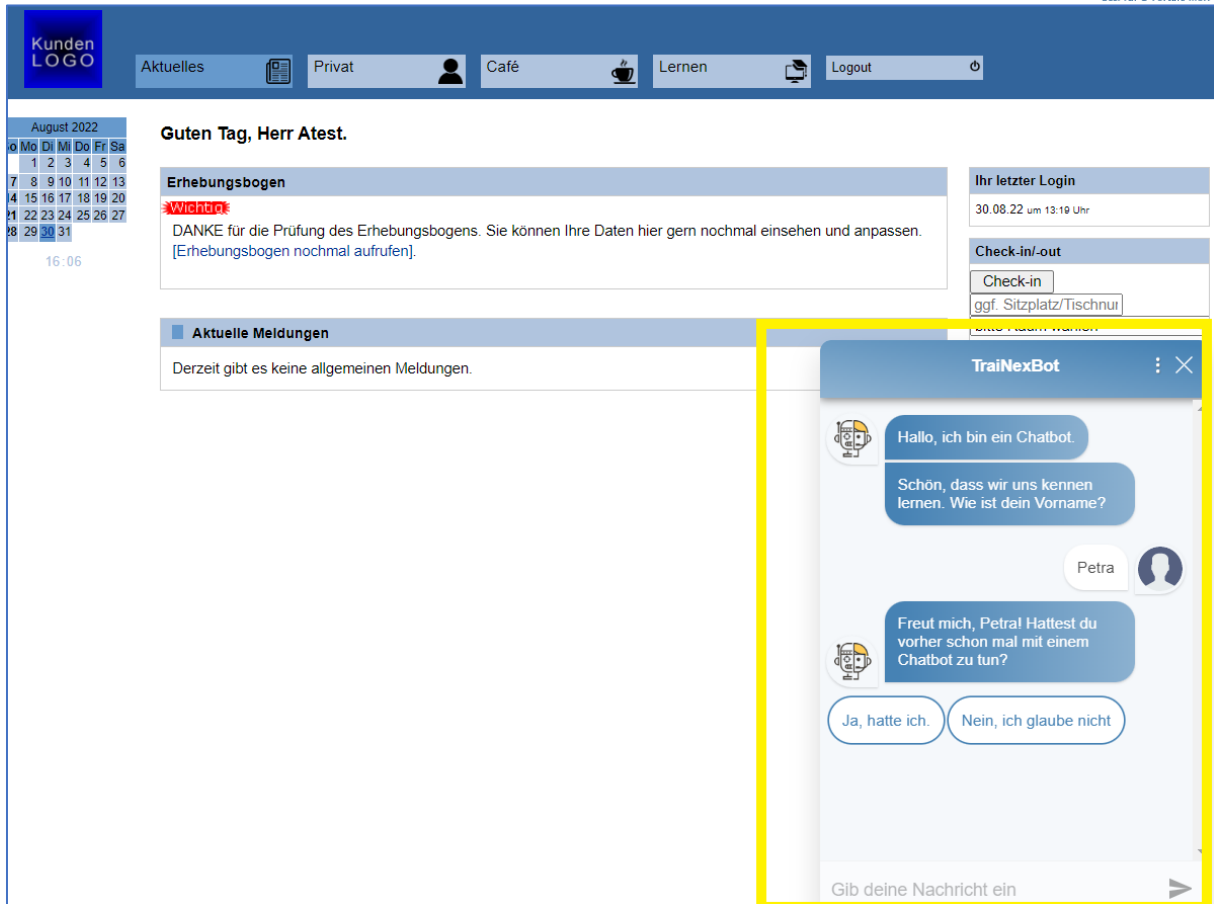 Kunden
LOGO
Aktuelles
Privat
Café
Lernen
Logout
August 2022
Mo Di Mi Do Fr Sa
1 2 3 4 5 6
7 8 9 10 11 12 13
14 15 16 17 18 19 20
21 22 23 24 25 26 27
28 29 30 31
16:06
Guten Tag, Herr Atest.
Erhebungsbogen
Wichtig
DANKE für die Prüfung des Erhebungsbogens. Sie können Ihre Daten hier gern nochmal einsehen und anpassen.
[Erhebungsbogen nochmal aufrufen].
Aktuelle Meldungen
Derzeit gibt es keine allgemeinen Meldungen.
Ihr letzter Login
30.08.22 um 13:19 Uhr
Check-in/-out
Check-in
ggf. Sitzplatz/Tischnur
TraiNexBot
Hallo, ich bin ein Chatbot.
Schön, dass wir uns kennen
lernen. Wie ist dein Vorname?
Petra
Freut mich, Petra! Hattest du
vorher schon mal mit einem
Chatbot zu tun?
Ja, hatte ich.
Nein, ich glaube nicht
Gib deine Nachricht ein